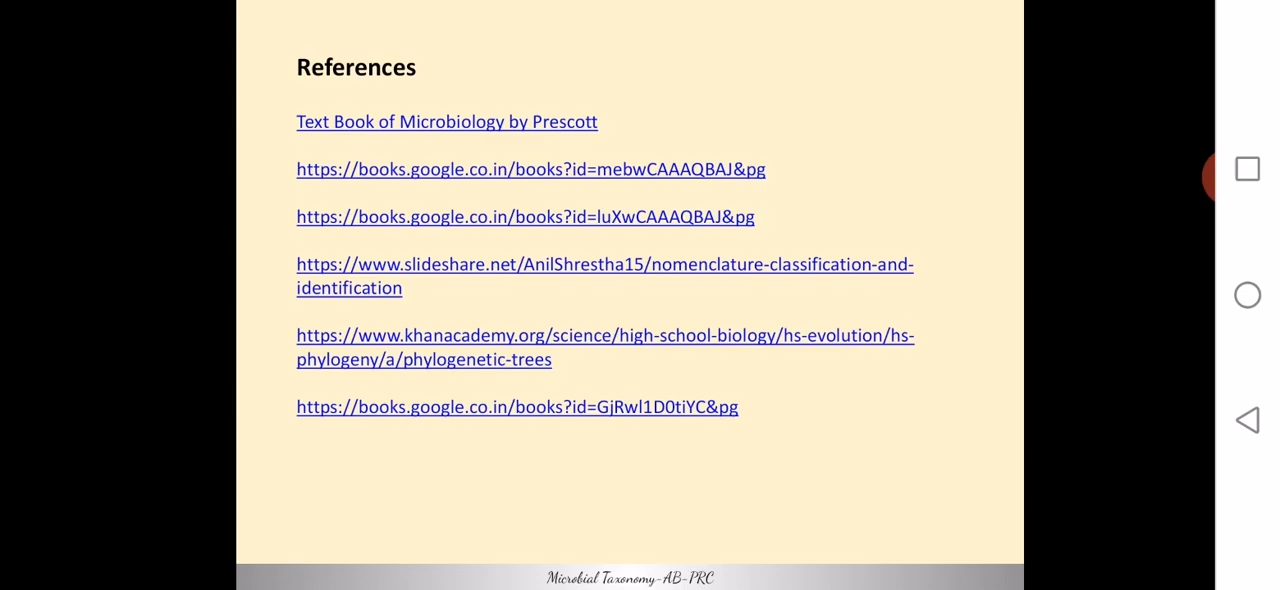 References
Text Book of Microbiology by Prescott
https://books.google.co.in/books?id=mebwCAAAQBAJ&pg
https://books.google.co.in/books?id=luXwCAAAQBAJ&pg
https://www.slideshare.net/AnilShrestha15/nomenclature-classification-and-
identification
https://www.khanacademy.org/science/high-school-biology/hs-evolution/hs-
phylogeny/a/phylogenetic-trees
https://books.google.co.in/books?id=GjRwl1D0tiYC&pg
Microbial Taxonomy-AB-PRC